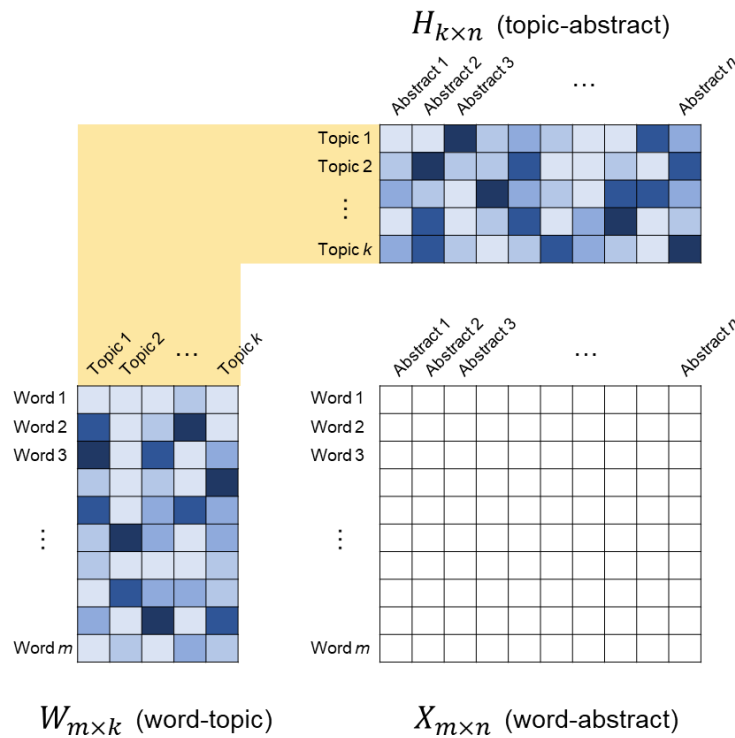 H_{k×n} (topic-abstract)
Abstract 1 Abstract 2 Abstract 3 ... Abstract n
Topic 1
Topic 2
⋮
Topic k
Topic 1 Topic 2 ... Topic k
Abstract 1 Abstract 2 Abstract 3 ... Abstract n
Word 1
Word 2
Word 3
⋮
Word m
Word 1
Word 2
Word 3
⋮
Word m
W_{m×k} (word-topic)
X_{m×n} (word-abstract)